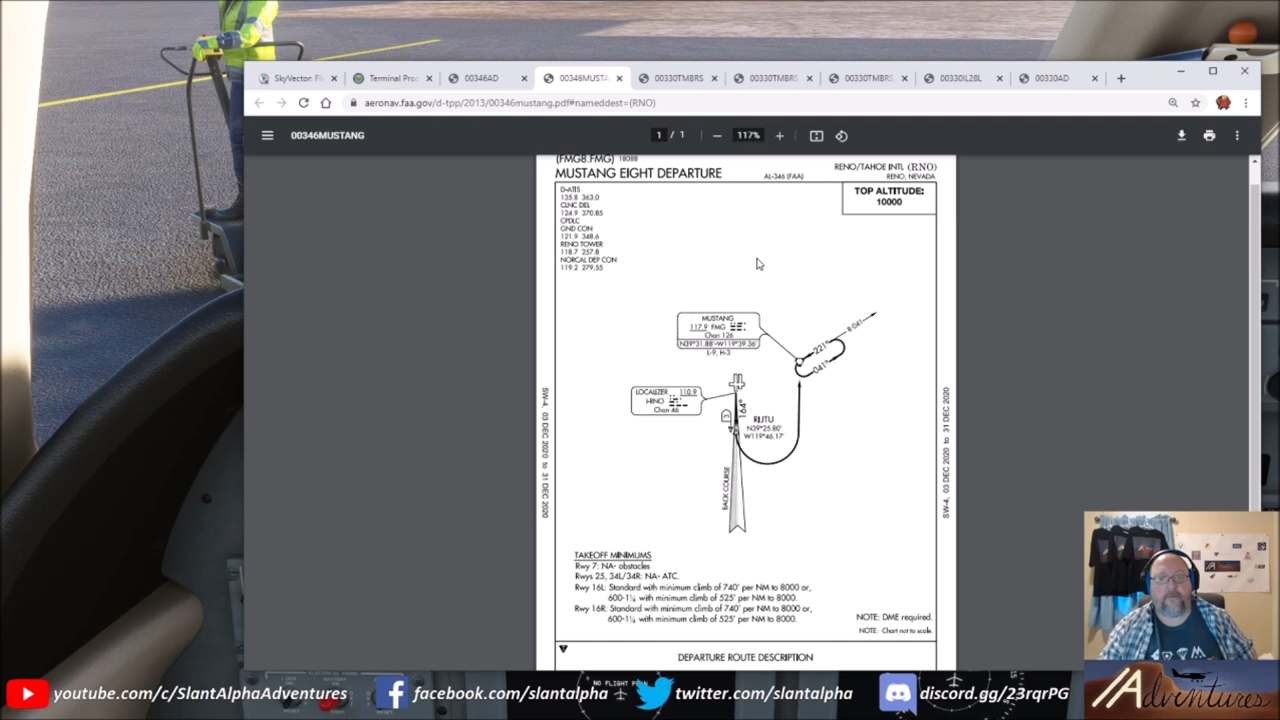 SkyVector: Fli
Terminal Proc
00346AD
00346MUSTA
00330TMBRS
00330TMBRS
00330TMBRS
00330IL28L
00330AD
aeronav.faa.gov/d-tpp/2013/00346mustang.pdf#nameddest=(RNO)
00346MUSTANG
1 / 1
117%
(FMG8.FMG) 18088
MUSTANG EIGHT DEPARTURE
AL-346 (FAA)
RENO/TAHOE INTL (RNO)
RENO, NEVADA
TOP ALTITUDE:
10000
D-ATIS
135.8 363.0
CLNC DEL
124.9 370.85
CPDLC
GND CON
121.9 348.6
RENO TOWER
118.7 257.8
NORCAL DEP CON
119.2 279.55
MUSTANG
117.9 FMG
Chan 126
N39°31.88'-W119°39.36'
L-9, H-3
R-041
221°
041°
LOCALIZER 110.9
I-RNO
Chan 46
164°
3
RIJTU
N39°25.80'
W119°46.17'
BACK COURSE
SW-4, 03 DEC 2020 to 31 DEC 2020
SW-4, 03 DEC 2020 to 31 DEC 2020
TAKEOFF MINIMUMS
Rwy 7: NA- obstacles
Rwys 25, 34L/34R: NA- ATC.
Rwy 16L: Standard with minimum climb of 740' per NM to 8000 or,
600-1¼ with minimum climb of 525' per NM to 8000.
Rwy 16R: Standard with minimum climb of 740' per NM to 8000 or,
600-1¼ with minimum climb of 525' per NM to 8000.
NOTE: DME required.
NOTE: Chart not to scale.
DEPARTURE ROUTE DESCRIPTION
NO FLIGHT PLAN
BATTERY
youtube.com/c/SlantAlphaAdventures
facebook.com/slantalpha
twitter.com/slantalpha
discord.gg/23rqrPG
Adventures